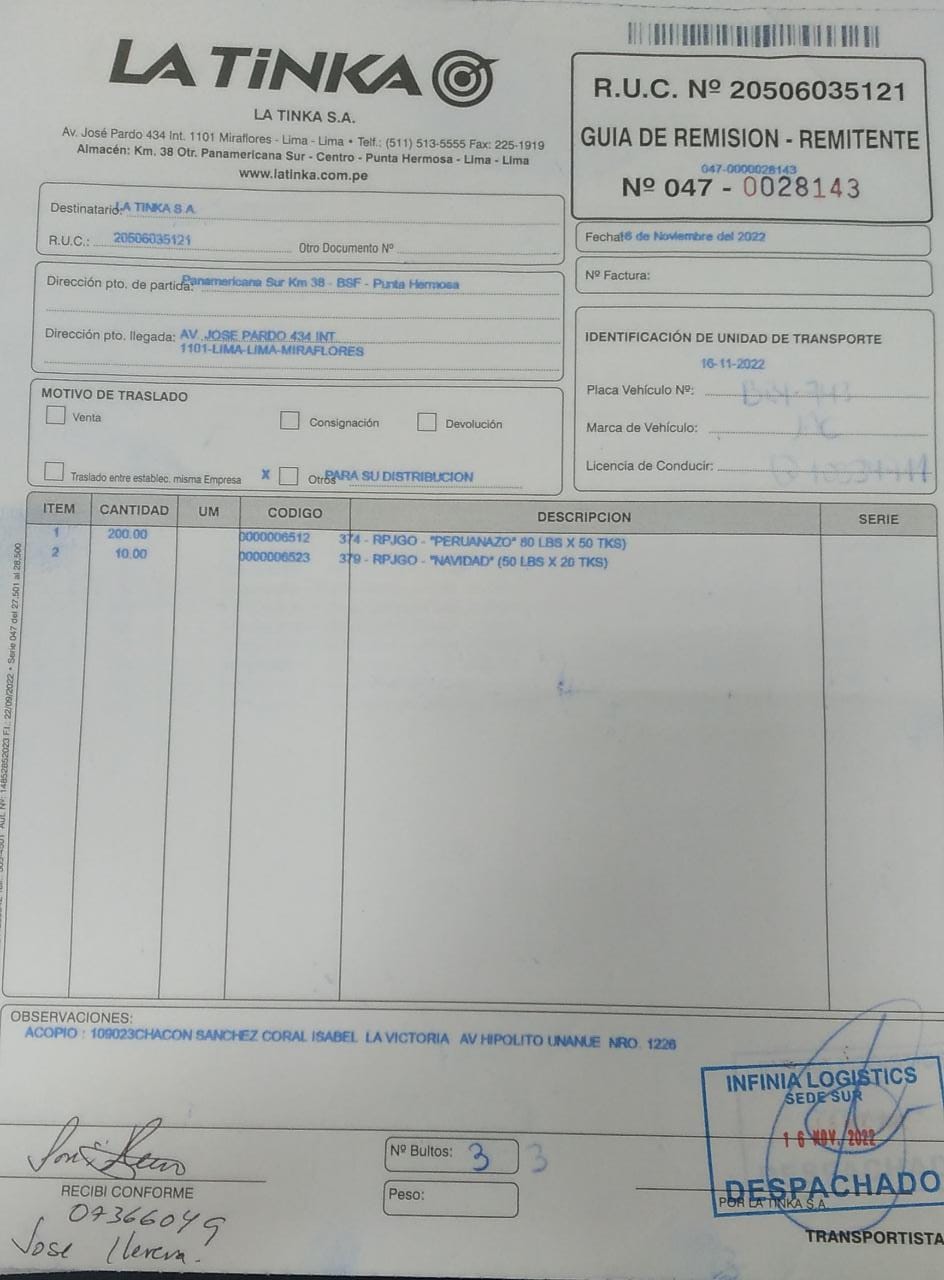 LA TiNKA
LA TINKA S.A.
Av. José Pardo 434 Int. 1101 Miraflores - Lima - Lima • Telf.: (511) 513-5555 Fax: 225-1919
Almacén: Km. 38 Otr. Panamericana Sur - Centro - Punta Hermosa - Lima - Lima
www.latinka.com.pe
R.U.C. Nº 20506035121
GUIA DE REMISION - REMITENTE
047-0000028143
Nº 047 - 0028143
Destinatario: LA TINKA S.A.
R.U.C.: 20506035121 Otro Documento Nº
Fecha: 16 de Noviembre del 2022
Nº Factura:
Dirección pto. de partida: Panamericana Sur Km 38 - BSF - Punta Hermosa
Dirección pto. llegada: AV. JOSE PARDO 434 INT.
1101-LIMA-LIMA-MIRAFLORES
IDENTIFICACIÓN DE UNIDAD DE TRANSPORTE
16-11-2022
Placa Vehículo Nº:
Marca de Vehículo:
Licencia de Conducir:
MOTIVO DE TRASLADO
Venta Consignación Devolución
Traslado entre establec. misma Empresa X Otros PARA SU DISTRIBUCION
ITEM CANTIDAD UM CODIGO DESCRIPCION SERIE
1 200.00 0000006512 374 - RPJGO - "PERUANAZO" 80 LBS X 50 TKS)
2 10.00 0000006523 379 - RPJGO - "NAVIDAD" (50 LBS X 20 TKS)
F.I.: 22/09/2022 • Serie 047 del 27.501 al 28.500
OBSERVACIONES:
ACOPIO : 109023CHACON SANCHEZ CORAL ISABEL LA VICTORIA AV HIPOLITO UNANUE NRO. 1226
INFINIA LOGISTICS
SEDE SUR
16 NOV. 2022
DESPACHADO
POR LA TINKA S.A.
TRANSPORTISTA
Nº Bultos: 3 3
Peso:
RECIBI CONFORME
07366049
Jose